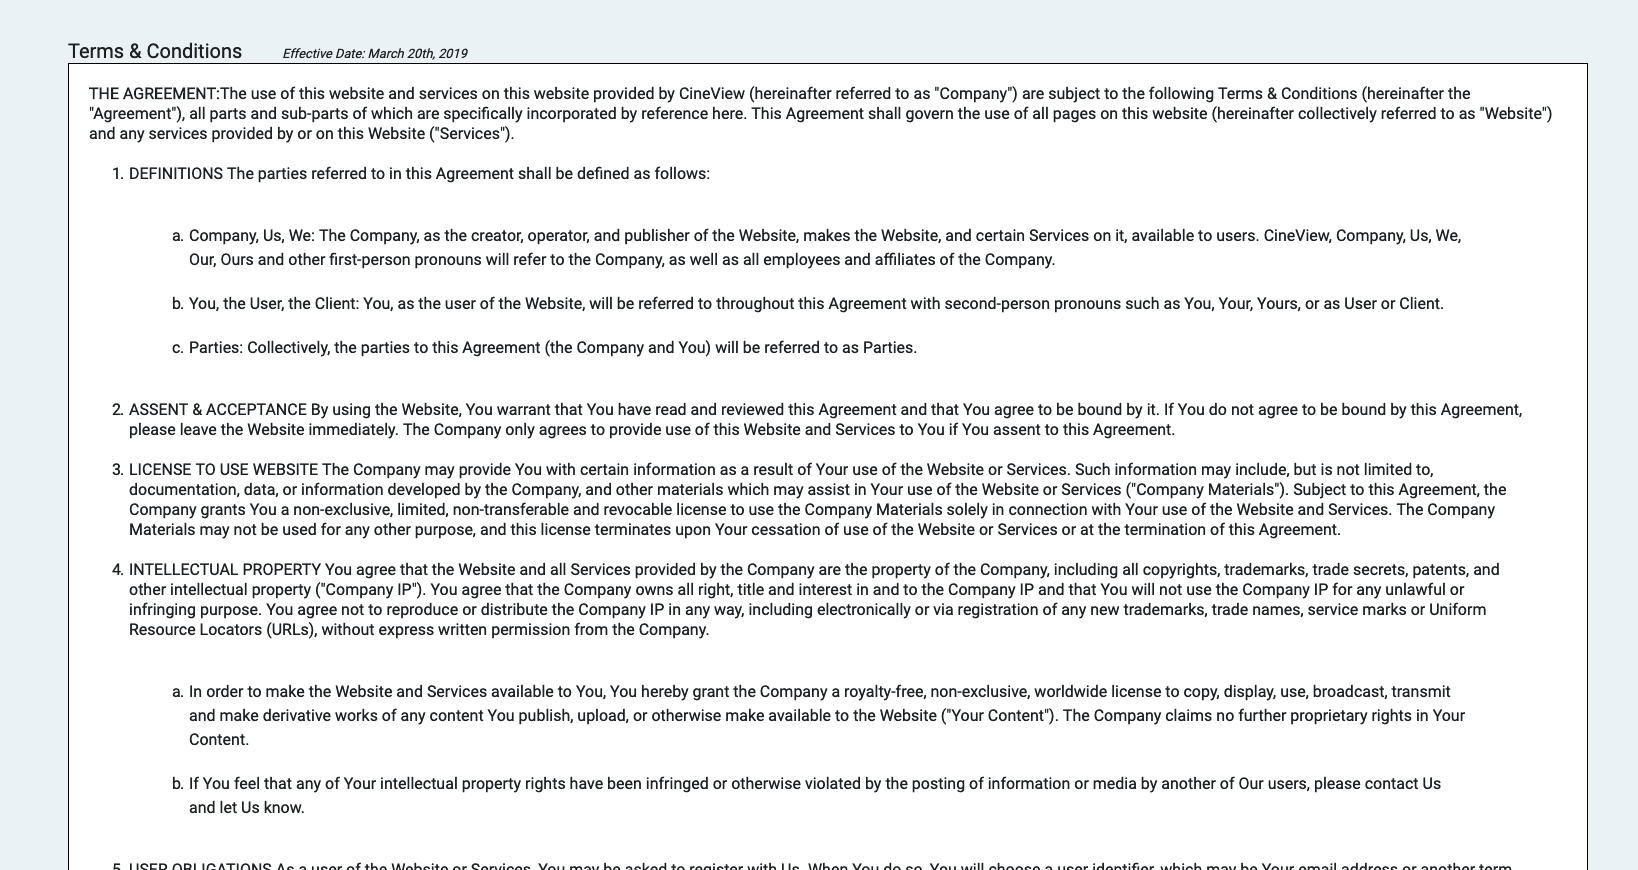 Terms & Conditions Effective Date: March 20th, 2019
THE AGREEMENT:The use of this website and services on this website provided by CineView (hereinafter referred to as "Company") are subject to the following Terms & Conditions (hereinafter the
"Agreement"), all parts and sub-parts of which are specifically incorporated by reference here. This Agreement shall govern the use of all pages on this website (hereinafter collectively referred to as "Website")
and any services provided by or on this Website ("Services").
1. DEFINITIONS The parties referred to in this Agreement shall be defined as follows:
a. Company, Us, We: The Company, as the creator, operator, and publisher of the Website, makes the Website, and certain Services on it, available to users. CineView, Company, Us, We,
Our, Ours and other first-person pronouns will refer to the Company, as well as all employees and affiliates of the Company.
b. You, the User, the Client: You, as the user of the Website, will be referred to throughout this Agreement with second-person pronouns such as You, Your, Yours, or as User or Client.
c. Parties: Collectively, the parties to this Agreement (the Company and You) will be referred to as Parties.
2. ASSENT & ACCEPTANCE By using the Website, You warrant that You have read and reviewed this Agreement and that You agree to be bound by it. If You do not agree to be bound by this Agreement,
please leave the Website immediately. The Company only agrees to provide use of this Website and Services to You if You assent to this Agreement.
3. LICENSE TO USE WEBSITE The Company may provide You with certain information as a result of Your use of the Website or Services. Such information may include, but is not limited to,
documentation, data, or information developed by the Company, and other materials which may assist in Your use of the Website or Services ("Company Materials"). Subject to this Agreement, the
Company grants You a non-exclusive, limited, non-transferable and revocable license to use the Company Materials solely in connection with Your use of the Website and Services. The Company
Materials may not be used for any other purpose, and this license terminates upon Your cessation of use of the Website or Services or at the termination of this Agreement.
4. INTELLECTUAL PROPERTY You agree that the Website and all Services provided by the Company are the property of the Company, including all copyrights, trademarks, trade secrets, patents, and
other intellectual property ("Company IP"). You agree that the Company owns all right, title and interest in and to the Company IP and that You will not use the Company IP for any unlawful or
infringing purpose. You agree not to reproduce or distribute the Company IP in any way, including electronically or via registration of any new trademarks, trade names, service marks or Uniform
Resource Locators (URLs), without express written permission from the Company.
a. In order to make the Website and Services available to You, You hereby grant the Company a royalty-free, non-exclusive, worldwide license to copy, display, use, broadcast, transmit
and make derivative works of any content You publish, upload, or otherwise make available to the Website ("Your Content"). The Company claims no further proprietary rights in Your
Content.
b. If You feel that any of Your intellectual property rights have been infringed or otherwise violated by the posting of information or media by another of Our users, please contact Us
and let Us know.
5. USER OBLIGATIONS As a user of the Website or Services, You may be asked to register with Us. When You do so, You will choose a user identifier, which may be Your email address or another term,